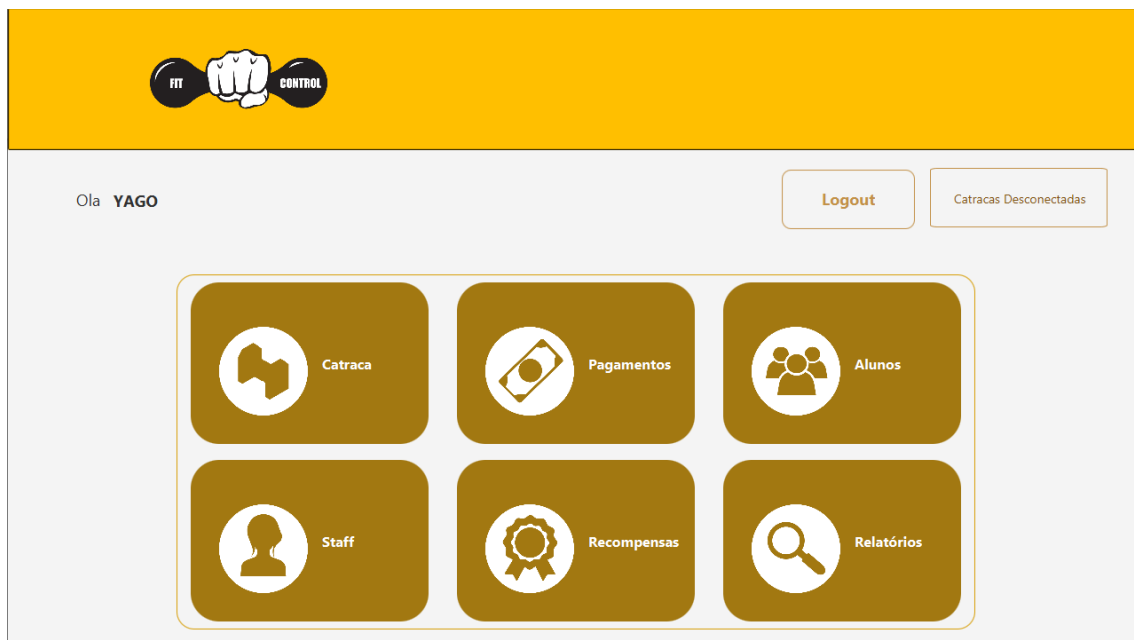 FIT CONTROL
Ola YAGO
Logout
Catracas Desconectadas
Catraca
Pagamentos
Alunos
Staff
Recompensas
Relatórios